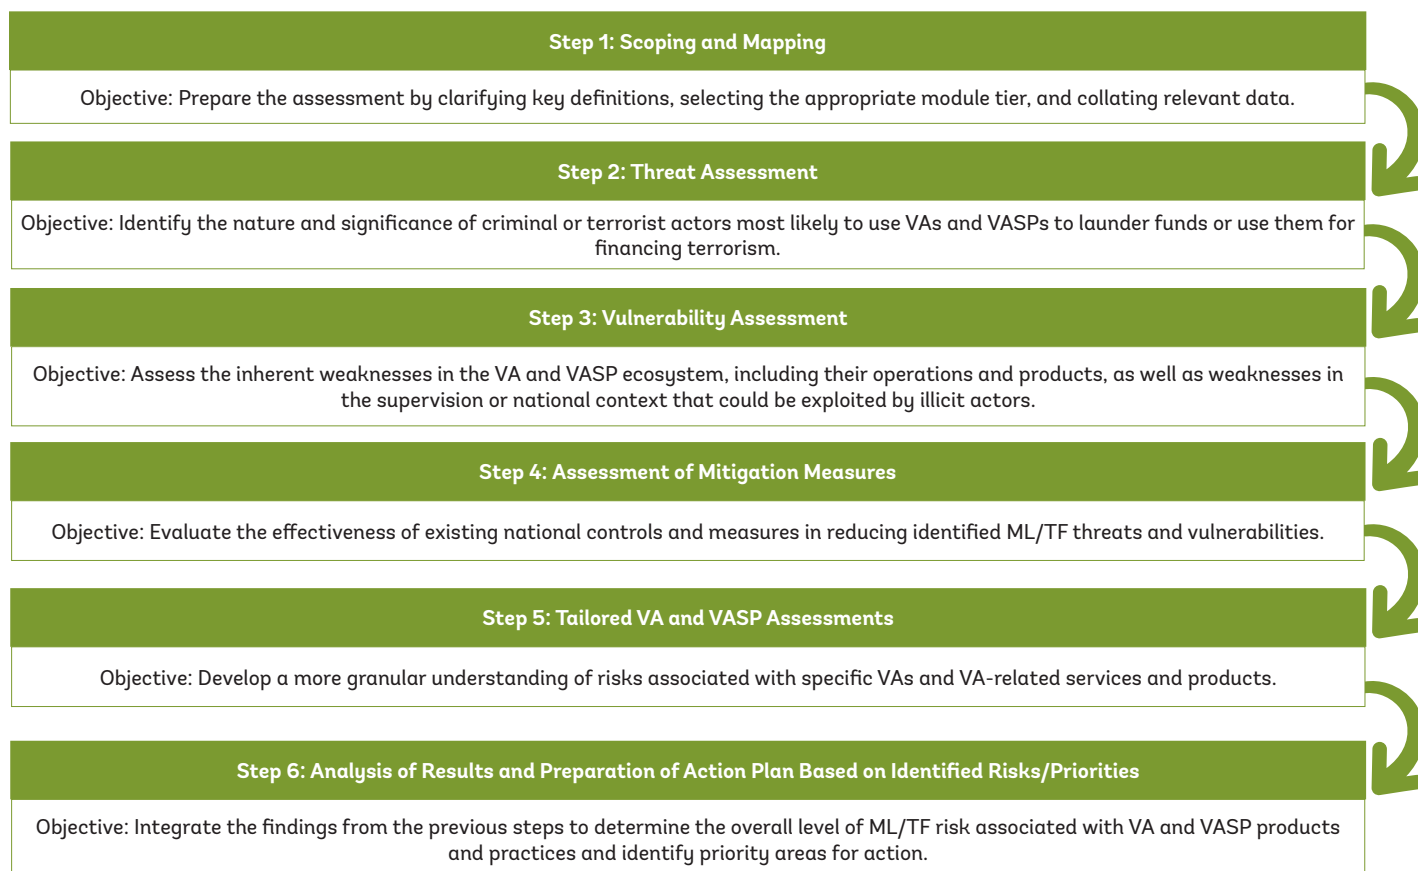 Step 1: Scoping and Mapping
Objective: Prepare the assessment by clarifying key definitions, selecting the appropriate module tier, and collating relevant data.
Step 2: Threat Assessment
Objective: Identify the nature and significance of criminal or terrorist actors most likely to use VAs and VASPs to launder funds or use them for
financing terrorism.
Step 3: Vulnerability Assessment
Objective: Assess the inherent weaknesses in the VA and VASP ecosystem, including their operations and products, as well as weaknesses in
the supervision or national context that could be exploited by illicit actors.
Step 4: Assessment of Mitigation Measures
Objective: Evaluate the effectiveness of existing national controls and measures in reducing identified ML/TF threats and vulnerabilities.
Step 5: Tailored VA and VASP Assessments
Objective: Develop a more granular understanding of risks associated with specific VAs and VA-related services and products.
Step 6: Analysis of Results and Preparation of Action Plan Based on Identified Risks/Priorities
Objective: Integrate the findings from the previous steps to determine the overall level of ML/TF risk associated with VA and VASP products
and practices and identify priority areas for action.